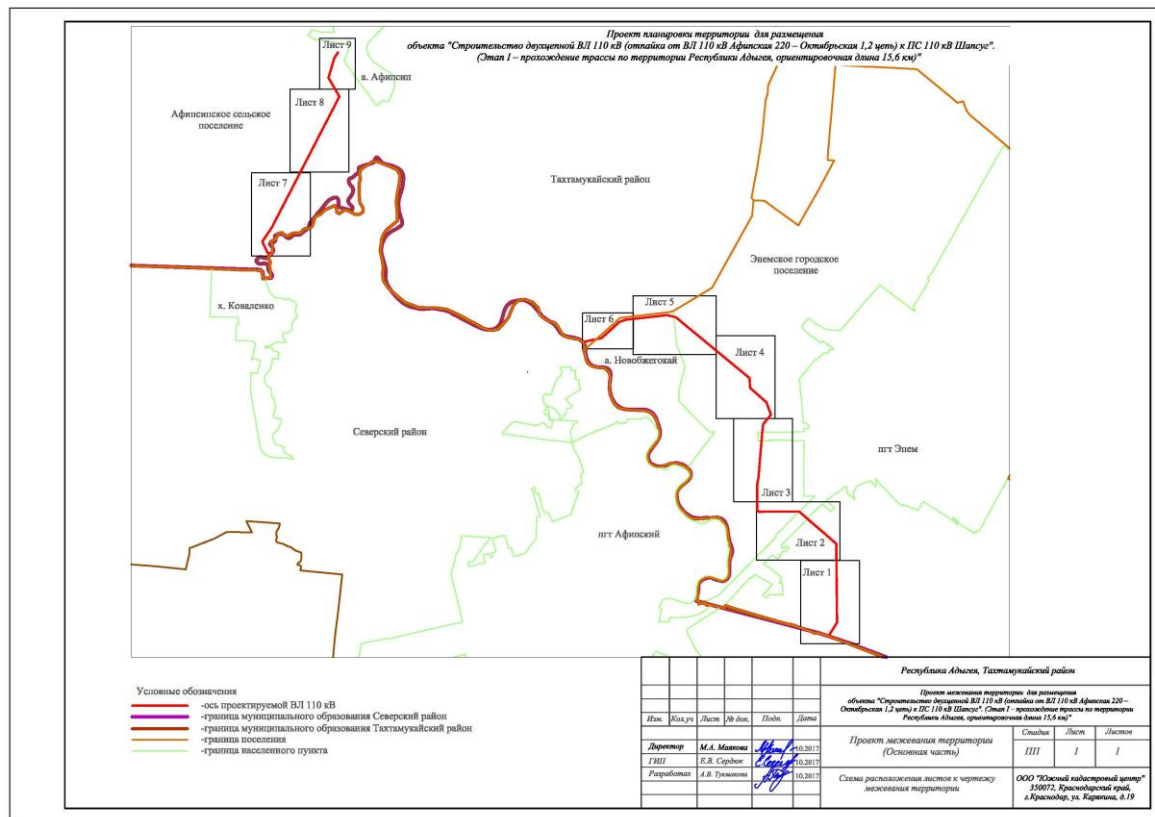 Проект планировки территории для размещения
объекта "Строительство двухцепной ВЛ 110 кВ (отпайка от ВЛ 110 кВ Афипская 220 – Октябрьская 1,2 цепь) к ПС 110 кВ Шапсуг".
(Этап I – прохождение трассы по территории Республики Адыгея, ориентировочная длина 15,6 км)"
Лист 9
а. Афипсип
Лист 8
Афипсипское сельское
поселение
Лист 7
Тахтамукайский район
Энемское городское
поселение
х. Коваленко
Лист 5
Лист 6
Лист 4
а. Новобжегокай
Северский район
пгт Энем
Лист 3
пгт Афипский
Лист 2
Лист 1
Условные обозначения
-ось проектируемой ВЛ 110 кВ
-граница муниципального образования Северский район
-граница муниципального образования Тахтамукайский район
-граница поселения
-граница населенного пункта
Республика Адыгея, Тахтамукайский район
Проект межевания территории для размещения
объекта "Строительство двухцепной ВЛ 110 кВ (отпайка от ВЛ 110 кВ Афипская 220 –
Октябрьская 1,2 цепь) к ПС 110 кВ Шапсуг". (Этап I – прохождение трассы по территории
Республики Адыгея, ориентировочная длина 15,6 км)"
Изм. Кол.уч Лист № док. Подп. Дата
Директор М.А. Маякова 10.2017
ГИП Е.В. Сердюк 10.2017
Разработал А.В. Тукмакова 10.2017
Проект межевания территории
(Основная часть)
Стадия Лист Листов
ПП 1 1
Схема расположения листов к чертежу
межевания территории
ООО "Южный кадастровый центр"
350072, Краснодарский край,
г.Краснодар, ул. Карякина, д.19